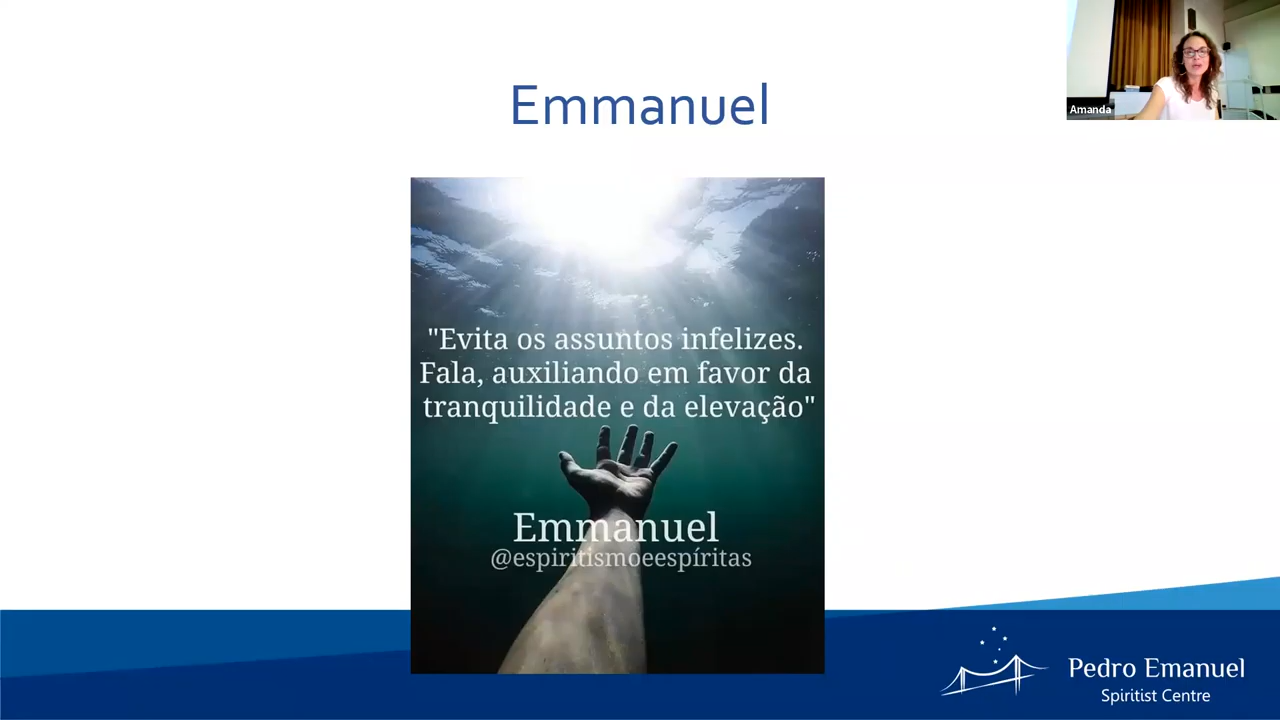 Emmanuel
Amanda
"Evita os assuntos infelizes.
Fala, auxiliando em favor da
tranquilidade e da elevação"
Emmanuel
@espiritismoeespíritas
Pedro Emanuel
Spiritist Centre